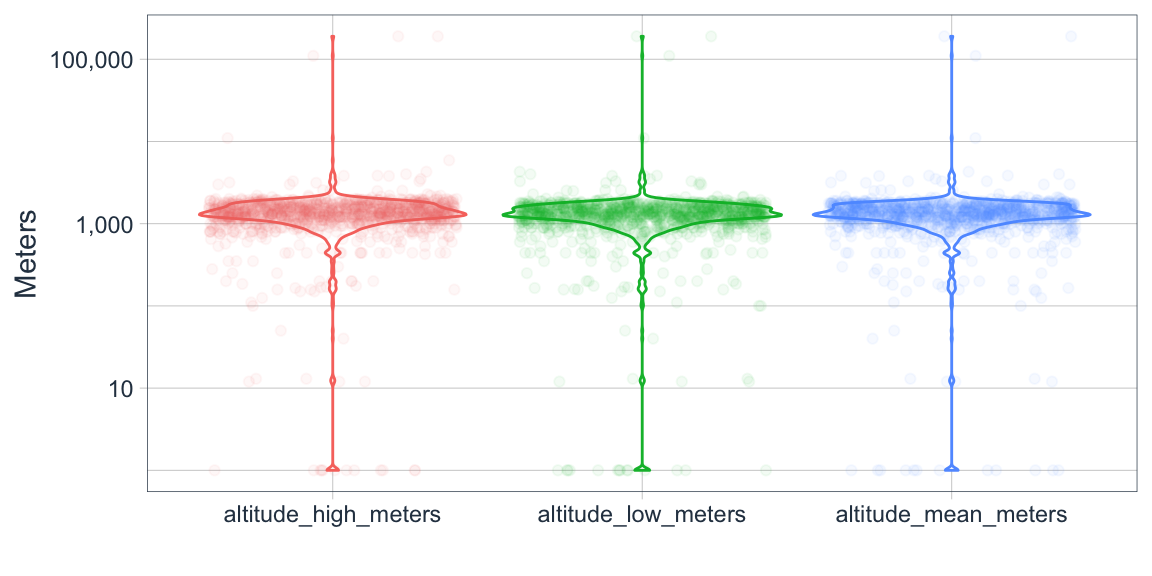 100,000
1,000
10
Meters
altitude_high_meters
altitude_low_meters
altitude_mean_meters